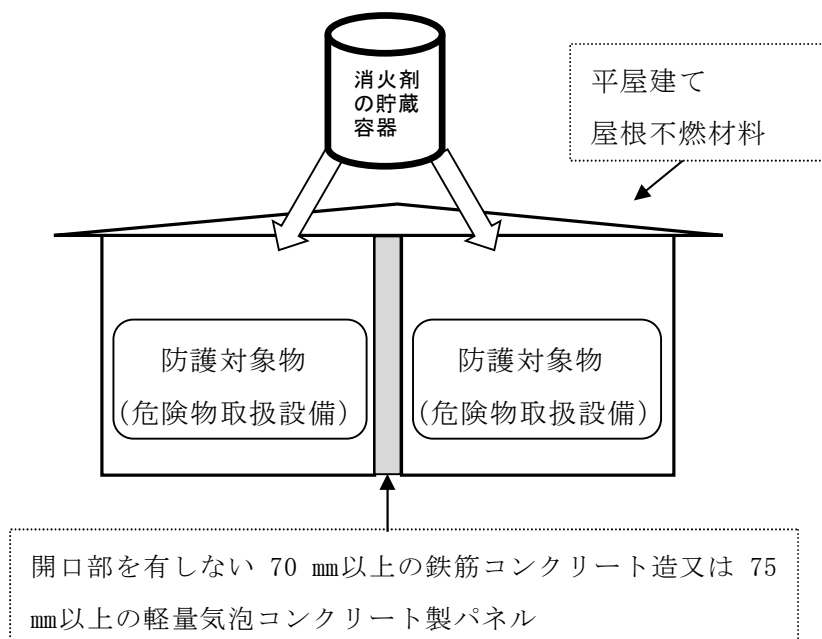 消火剤
の貯蔵
容器
平屋建て
屋根不燃材料
防護対象物
(危険物取扱設備)
防護対象物
(危険物取扱設備)
開口部を有しない 70 ㎜以上の鉄筋コンクリート造又は 75
㎜以上の軽量気泡コンクリート製パネル